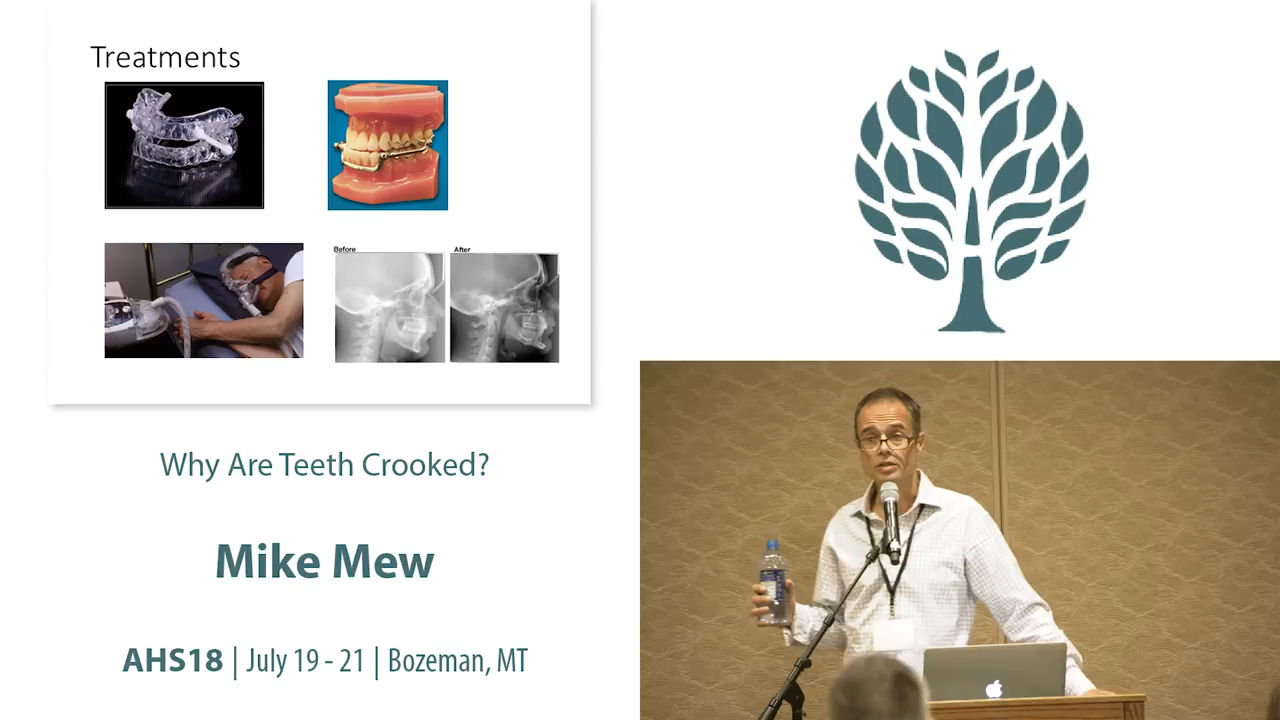 Treatments
Before
After
Why Are Teeth Crooked?
Mike Mew
AHS18 | July 19 - 21 | Bozeman, MT